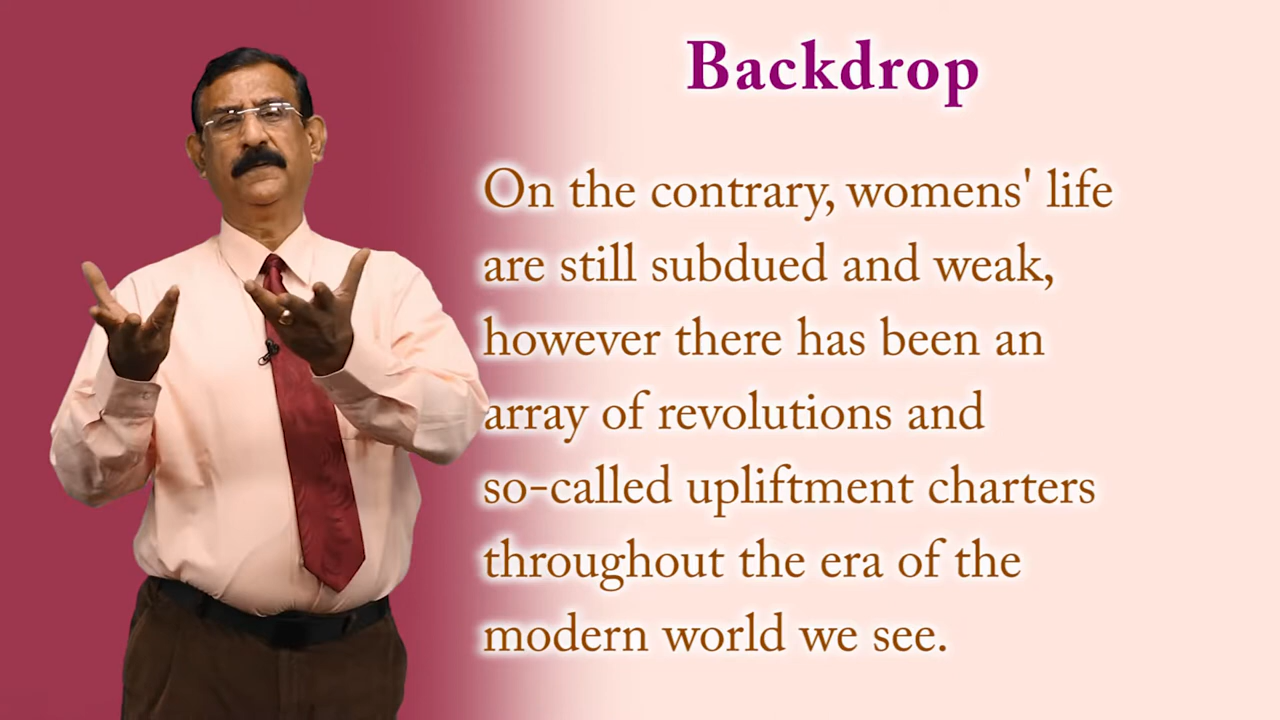 Backdrop
On the contrary, womens' life
are still subdued and weak,
however there has been an
array of revolutions and
so-called upliftment charters
throughout the era of the
modern world we see.